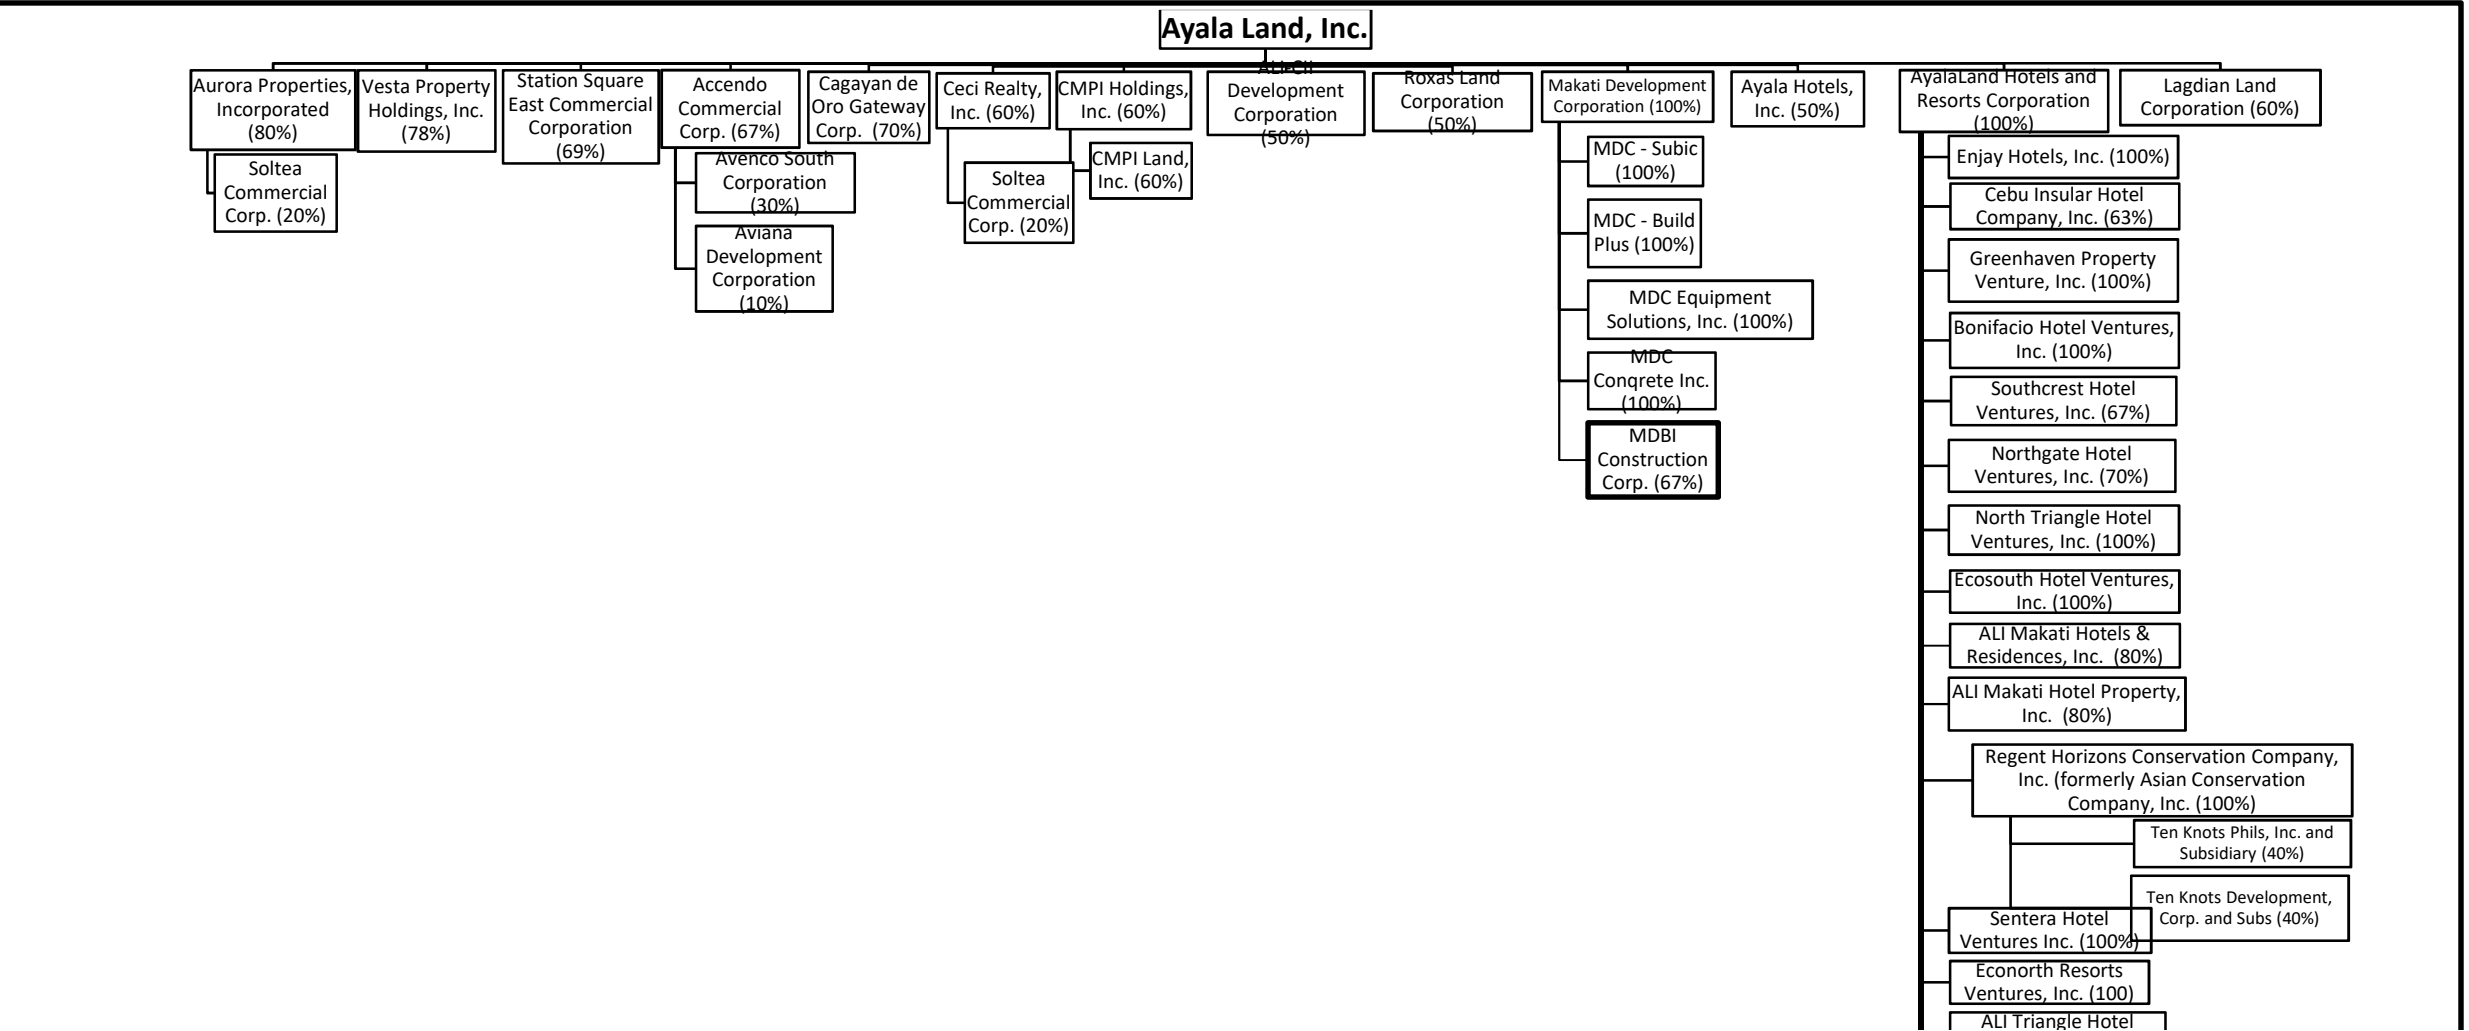 Ayala Land, Inc.
Aurora Properties,
Incorporated
(80%)
Soltea
Commercial
Corp. (20%)
Vesta Property
Holdings, Inc.
(78%)
Station Square
East Commercial
Corporation
(69%)
Accendo
Commercial
Corp. (67%)
Avenco South
Corporation
(30%)
Aviana
Development
Corporation
(10%)
Cagayan de
Oro Gateway
Corp.  (70%)
Ceci Realty,
Inc. (60%)
Soltea
Commercial
Corp. (20%)
CMPI Holdings,
Inc. (60%)
CMPI Land,
Inc. (60%)
ALI-CII
Development
Corporation
(50%)
Roxas Land
Corporation
(50%)
Makati Development
Corporation (100%)
MDC - Subic
(100%)
MDC - Build
Plus (100%)
MDC Equipment
Solutions, Inc. (100%)
MDC
Conqrete Inc.
(100%)
MDBI
Construction
Corp. (67%)
Ayala Hotels,
Inc. (50%)
AyalaLand Hotels and
Resorts Corporation
(100%)
Enjay Hotels, Inc. (100%)
Cebu Insular Hotel
Company, Inc. (63%)
Greenhaven Property
Venture, Inc. (100%)
Bonifacio Hotel Ventures,
Inc. (100%)
Southcrest Hotel
Ventures, Inc. (67%)
Northgate Hotel
Ventures, Inc. (70%)
North Triangle Hotel
Ventures, Inc. (100%)
Ecosouth Hotel Ventures,
Inc. (100%)
ALI Makati Hotels &
Residences, Inc.  (80%)
ALI Makati Hotel Property,
Inc.  (80%)
Regent Horizons Conservation Company,
Inc. (formerly Asian Conservation
Company, Inc. (100%)
Ten Knots Phils, Inc. and
Subsidiary (40%)
Ten Knots Development,
Corp. and Subs (40%)
Sentera Hotel
Ventures Inc. (100%)
Econorth Resorts
Ventures, Inc. (100)
ALI Triangle Hotel
Lagdian Land
Corporation (60%)